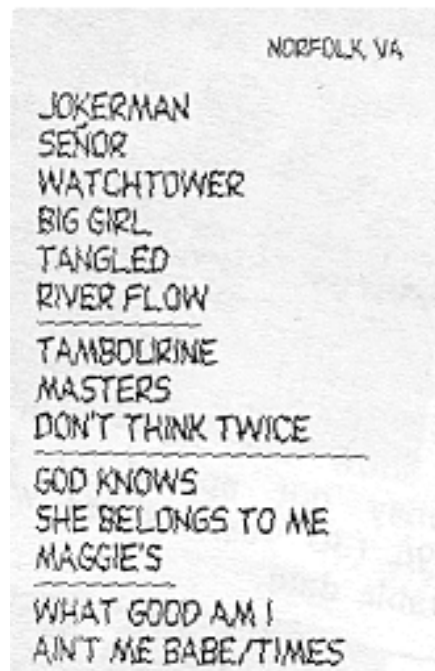 NORFOLK, VA
JOKERMAN
SEÑOR
WATCHTOWER
BIG GIRL
TANGLED
RIVER FLOW
TAMBOURINE
MASTERS
DON'T THINK TWICE
GOD KNOWS
SHE BELONGS TO ME
MAGGIE'S
WHAT GOOD AM I
AIN'T ME BABE/TIMES